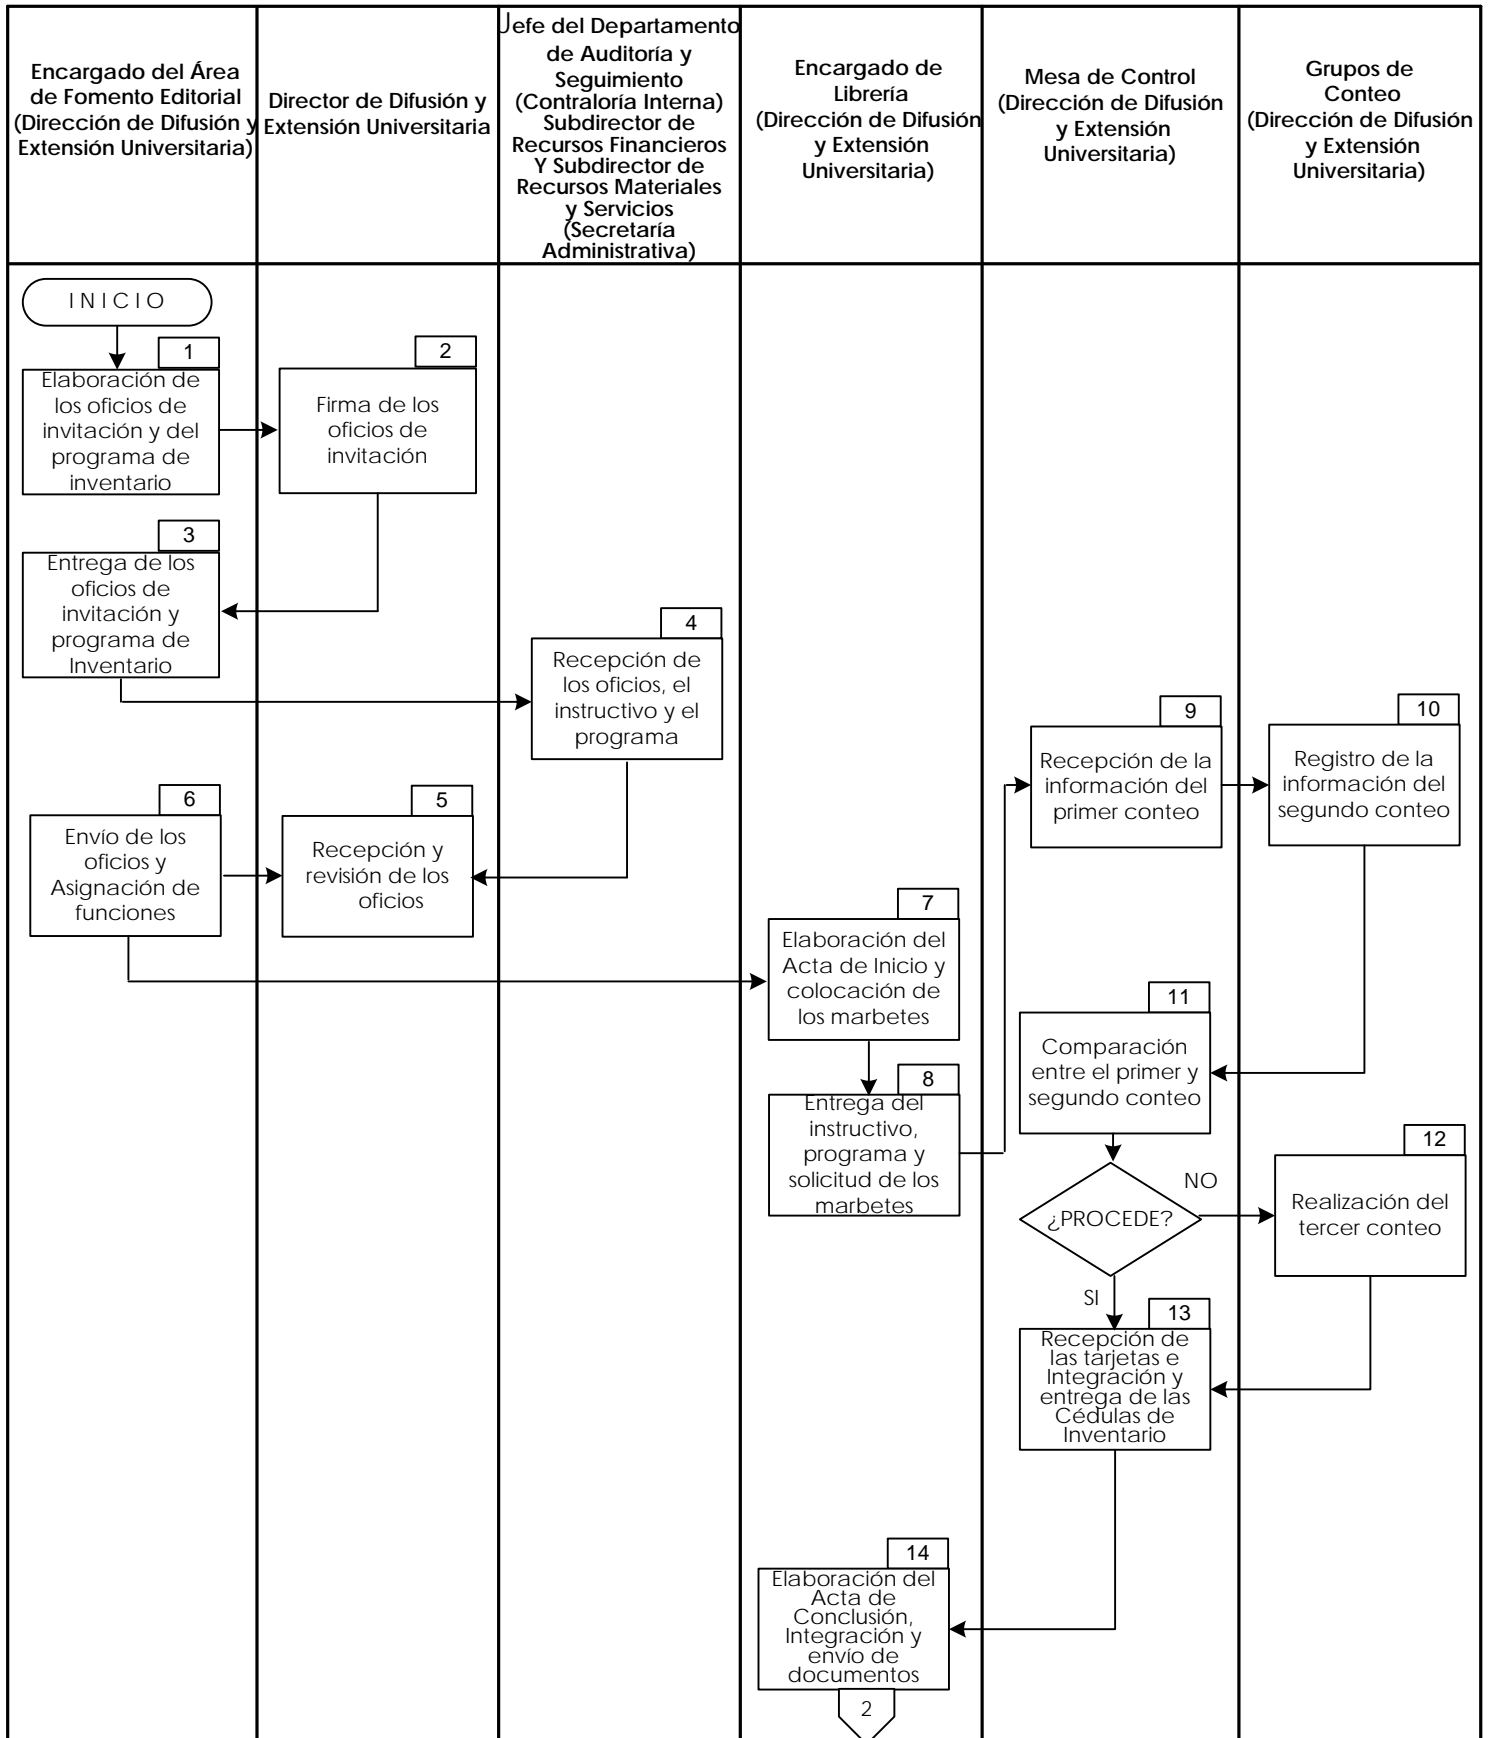 Encargado del Área
de Fomento Editorial
(Dirección de Difusión y
Extensión Universitaria)
Director de Difusión y
Extensión Universitaria
Jefe del Departamento
de Auditoría y
Seguimiento
(Contraloría Interna)
Subdirector de
Recursos Financieros
Y Subdirector de
Recursos Materiales
y Servicios
(Secretaría
Administrativa)
Encargado de
Librería
(Dirección de Difusión
y Extensión
Universitaria)
Mesa de Control
(Dirección de Difusión
y Extensión
Universitaria)
Grupos de
Conteo
(Dirección de Difusión
y Extensión
Universitaria)
INICIO
1
Elaboración de
los oficios de
invitación y del
programa de
inventario
2
Firma de los
oficios de
invitación
3
Entrega de los
oficios de
invitación y
programa de
Inventario
4
Recepción de
los oficios, el
instructivo y el
programa
5
Recepción y
revisión de los
oficios
6
Envío de los
oficios y
Asignación de
funciones
7
Elaboración del
Acta de Inicio y
colocación de
los marbetes
8
Entrega del
instructivo,
programa y
solicitud de los
marbetes
9
Recepción de la
información del
primer conteo
10
Registro de la
información del
segundo conteo
11
Comparación
entre el primer y
segundo conteo
¿PROCEDE?
NO
12
Realización del
tercer conteo
SI
13
Recepción de
las tarjetas e
Integración y
entrega de las
Cédulas de
Inventario
14
Elaboración del
Acta de
Conclusión,
Integración y
envío de
documentos
2